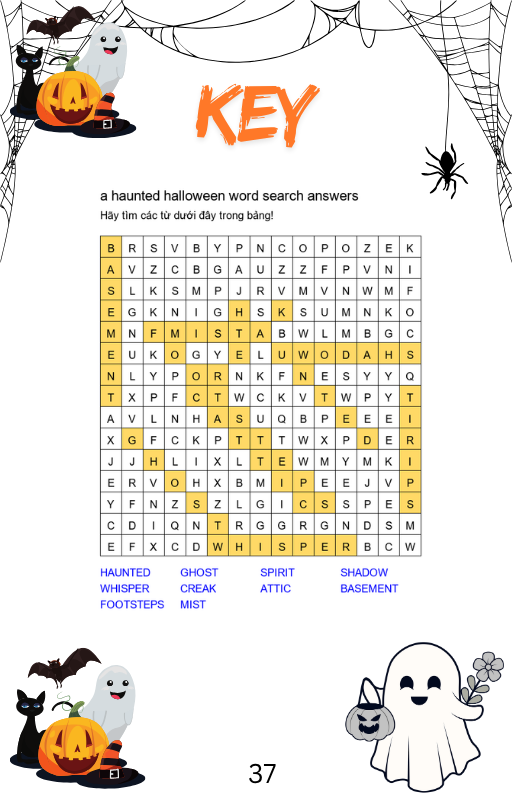 KEY
a haunted halloween word search answers
Hãy tìm các từ dưới đây trong bảng!
B R S V B Y P N C O P O Z E K
A V Z C B G A U Z Z F P V N I
S L K S M P J R V M V N W M F
E G K N I G H S K S U M N K O
M N F M I S T A B W L M B G C
E U K O G Y E L U W O D A H S
N L Y P O R N K F N E S Y Y Q
T X P F C T W C K V T W P Y T
A V L N H A S U Q B P E E E I
X G F C K P T T T W X P D E R
J J H L I X L T E W M Y M K I
E R V O H X B M I P E E J V P
Y F N Z S Z L G I C S S P E S
C D I Q N T R G G R G N D S M
E F X C D W H I S P E R B C W
HAUNTED GHOST SPIRIT SHADOW
WHISPER CREAK ATTIC BASEMENT
FOOTSTEPS MIST
37